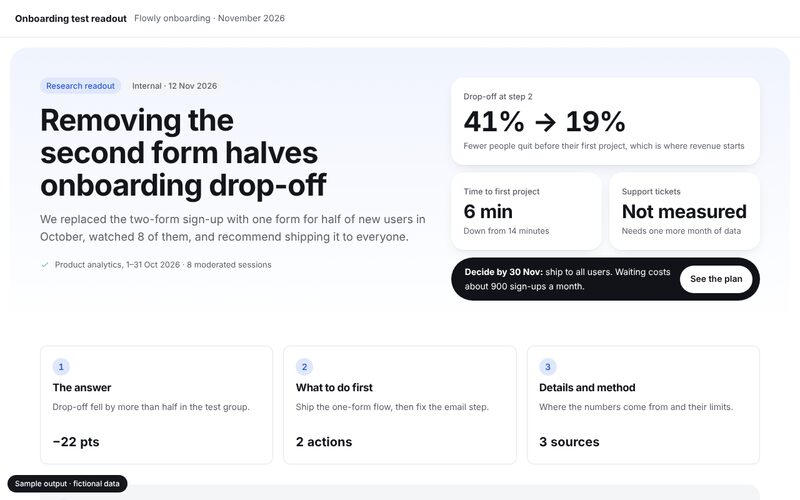 Onboarding test readout Flowly onboarding · November 2026
Research readout Internal · 12 Nov 2026
Removing the
second form halves
onboarding drop-off
We replaced the two-form sign-up with one form for half of new users in
October, watched 8 of them, and recommend shipping it to everyone.
✓ Product analytics, 1–31 Oct 2026 · 8 moderated sessions
Drop-off at step 2
41% → 19%
Fewer people quit before their first project, which is where revenue starts
Time to first project
6 min
Down from 14 minutes
Support tickets
Not measured
Needs one more month of data
Decide by 30 Nov: ship to all users. Waiting costs
about 900 sign-ups a month.
See the plan
1
The answer
Drop-off fell by more than half in the test group.
−22 pts
2
What to do first
Ship the one-form flow, then fix the email step.
2 actions
3
Details and method
Where the numbers come from and their limits.
3 sources
Sample output · fictional data